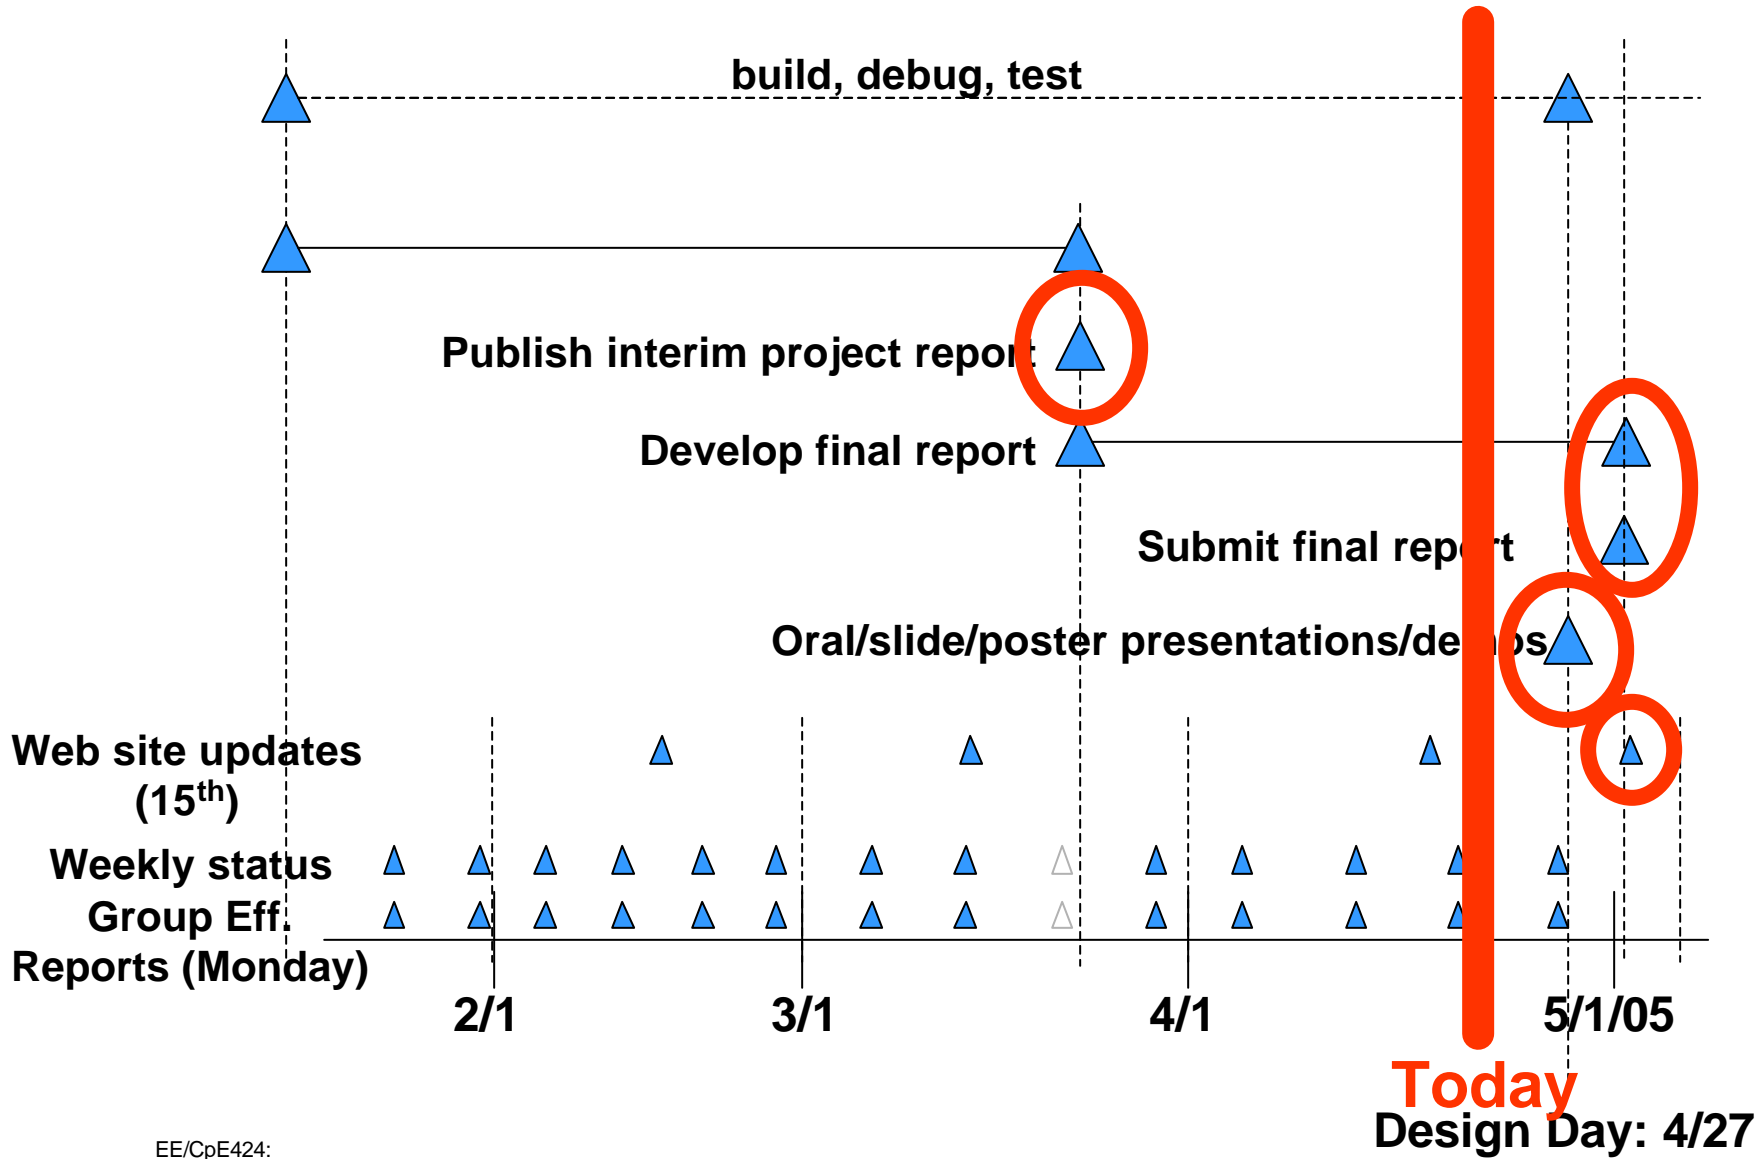 build, debug, test
Publish interim project report
Develop final report
Submit final report
Oral/slide/poster presentations/demos
Web site updates
(15th)
Weekly status
Group Eff.
Reports (Monday)
2/1
3/1
4/1
5/1/05
Today
Design Day: 4/27
EE/CpE424: